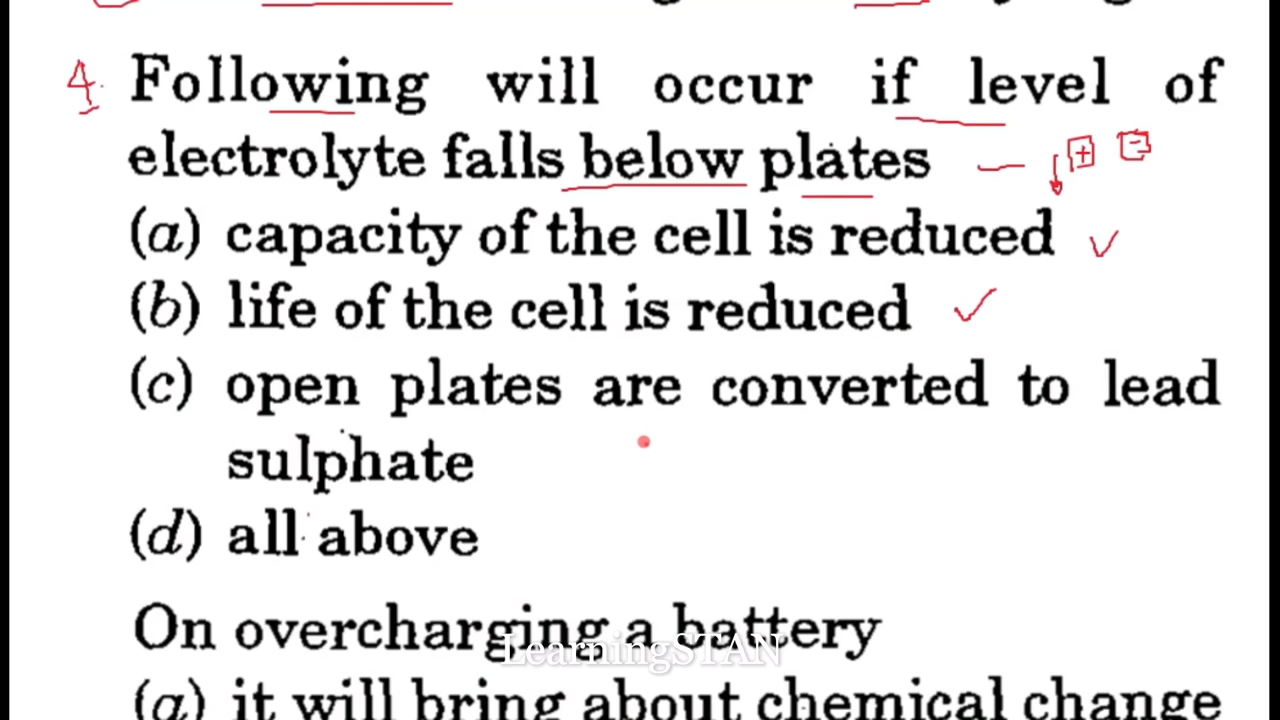 4. Following will occur if level of
electrolyte falls below plates
(a) capacity of the cell is reduced
(b) life of the cell is reduced
(c) open plates are converted to lead
sulphate
(d) all above
On overcharging a battery
LearningSTAN
(a) it will bring about chemical change